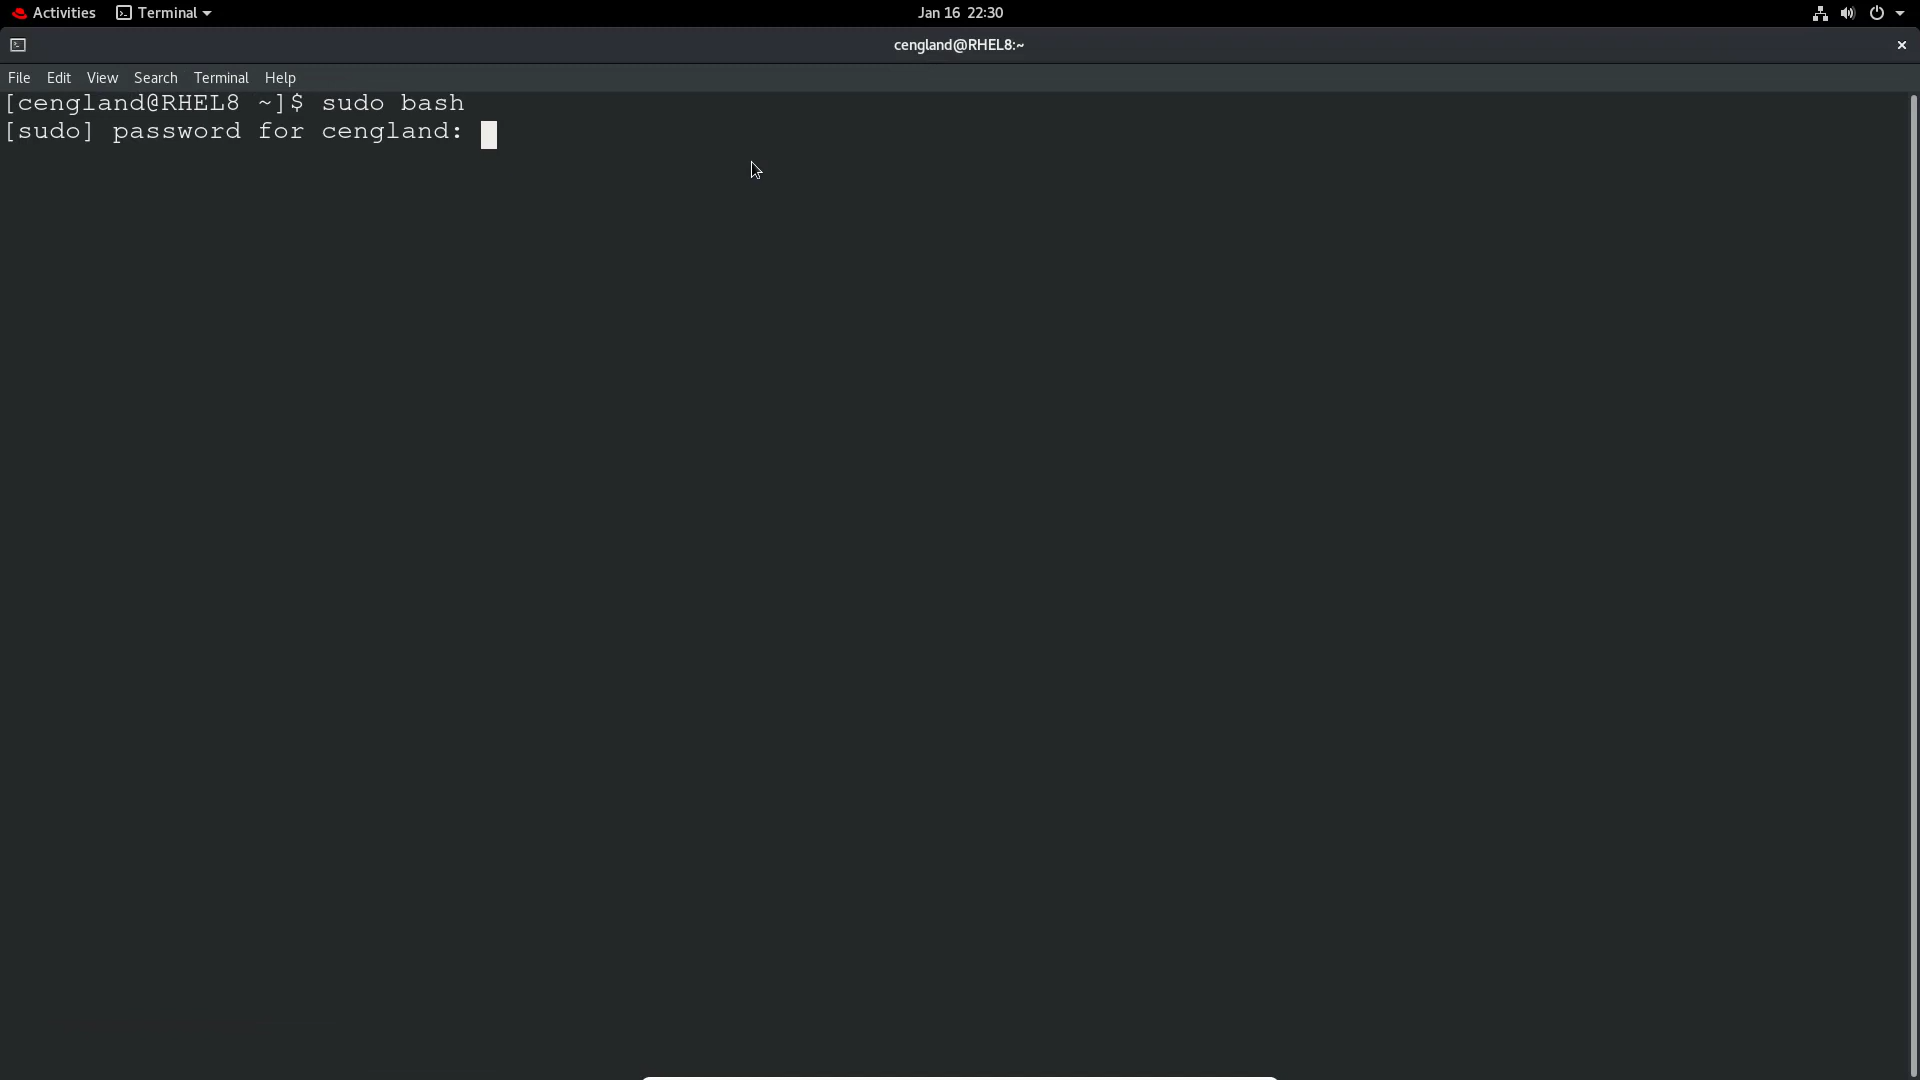 Activities Terminal Jan 16 22:30
cengland@RHEL8:~
File Edit View Search Terminal Help
[cengland@RHEL8 ~]$ sudo bash
[sudo] password for cengland: